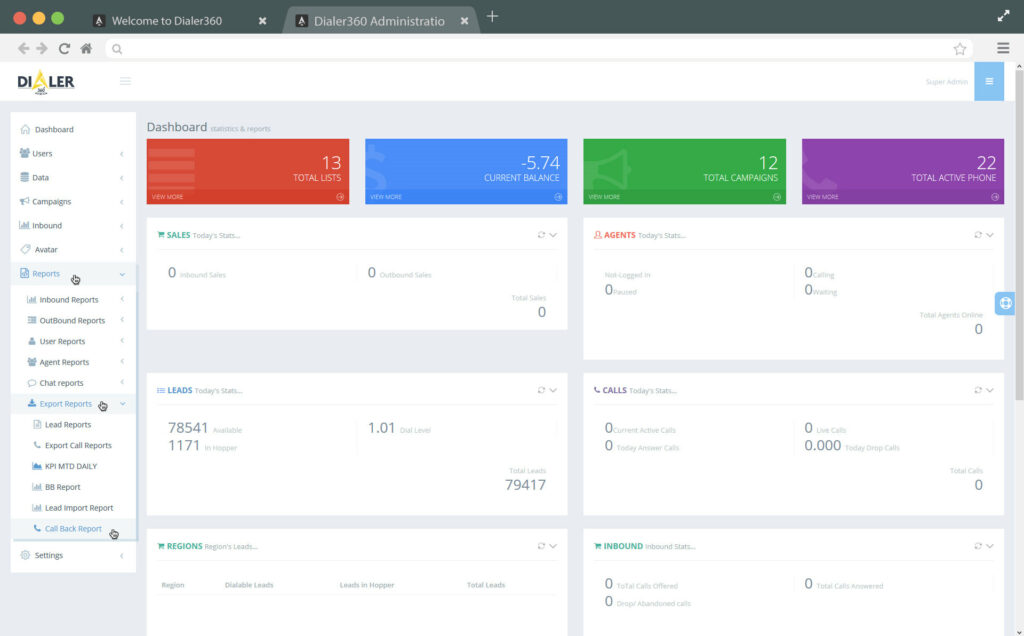 Welcome to Dialer360
Dialer360 Administratio
DIALER
360
Super Admin
Dashboard
Users
Data
Campaigns
Inbound
Avatar
Reports
Inbound Reports
OutBound Reports
User Reports
Agent Reports
Chat reports
Export Reports
Lead Reports
Export Call Reports
KPI MTD DAILY
BB Report
Lead Import Report
Call Back Report
Settings
Dashboard statistics & reports
13
TOTAL LISTS
VIEW MORE
-5.74
CURRENT BALANCE
VIEW MORE
12
TOTAL CAMPAIGNS
VIEW MORE
22
TOTAL ACTIVE PHONE
VIEW MORE
SALES Today's Stats...
0 Inbound Sales
0 Outbound Sales
Total Sales
0
AGENTS Today's Stats...
Not-Logged in
0 Paused
0 Calling
0 Waiting
Total Agents Online
0
LEADS Today's Stats...
78541 Available
1171 In Hopper
1.01 Dial Level
Total Leads
79417
CALLS Today's Stats...
0 Current Active Calls
0 Today Answer Calls
0 Live Calls
0.000 Today Drop Calls
Total Calls
0
REGIONS Region's Leads...
Region Dialable Leads Leads in Hopper Total Leads
INBOUND Inbound Stats...
0 ToTal Calls Offered
0 Drop/ Abandoned calls
0 Total Calls Answered